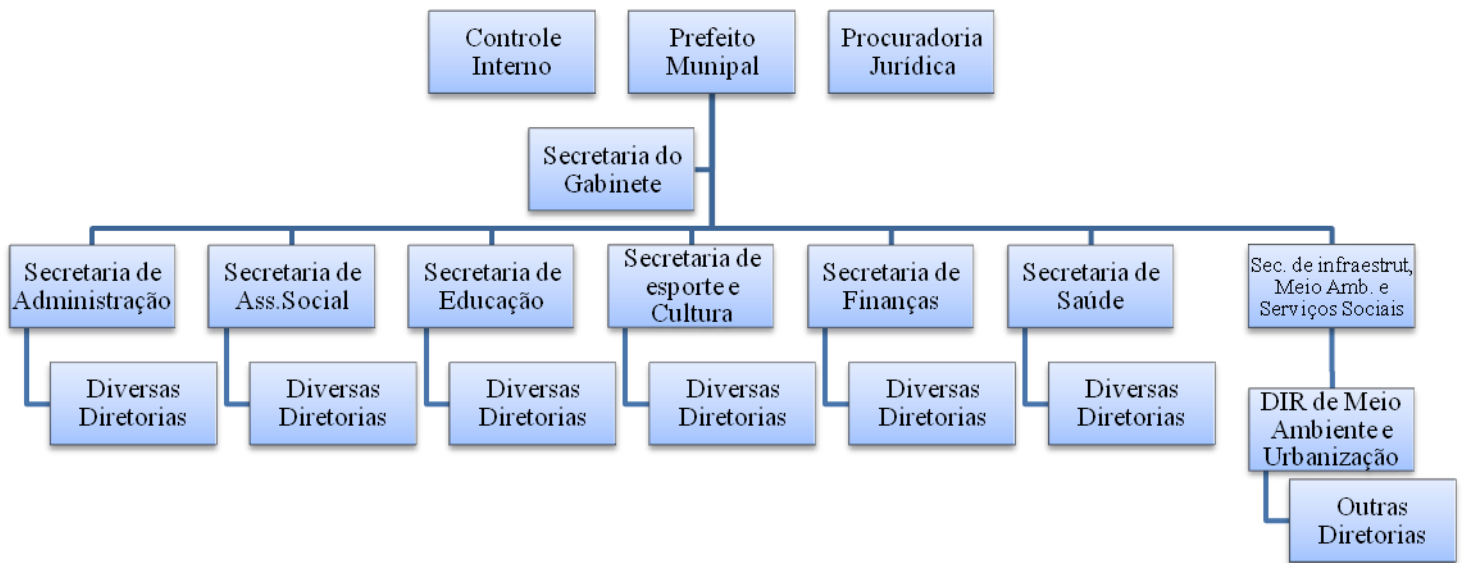 Controle
Interno
Prefeito
Munipal
Procuradoria
Jurídica
Secretaria do
Gabinete
Secretaria de
Administração
Secretaria de
Ass.Social
Secretaria de
Educação
Secretaria de
esporte e
Cultura
Secretaria de
Finanças
Secretaria de
Saúde
Sec. de infraestrut,
Meio Amb. e
Serviços Sociais
Diversas
Diretorias
Diversas
Diretorias
Diversas
Diretorias
Diversas
Diretorias
Diversas
Diretorias
Diversas
Diretorias
DIR de Meio
Ambiente e
Urbanização
Outras
Diretorias